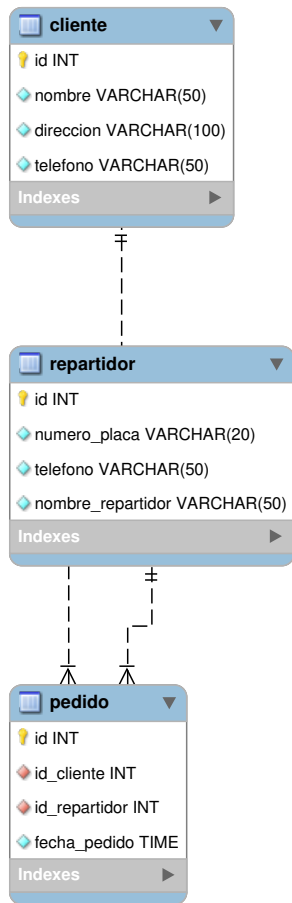 cliente
id INT
nombre VARCHAR(50)
direccion VARCHAR(100)
telefono VARCHAR(50)
Indexes
repartidor
id INT
numero_placa VARCHAR(20)
telefono VARCHAR(50)
nombre_repartidor VARCHAR(50)
Indexes
pedido
id INT
id_cliente INT
id_repartidor INT
fecha_pedido TIME
Indexes